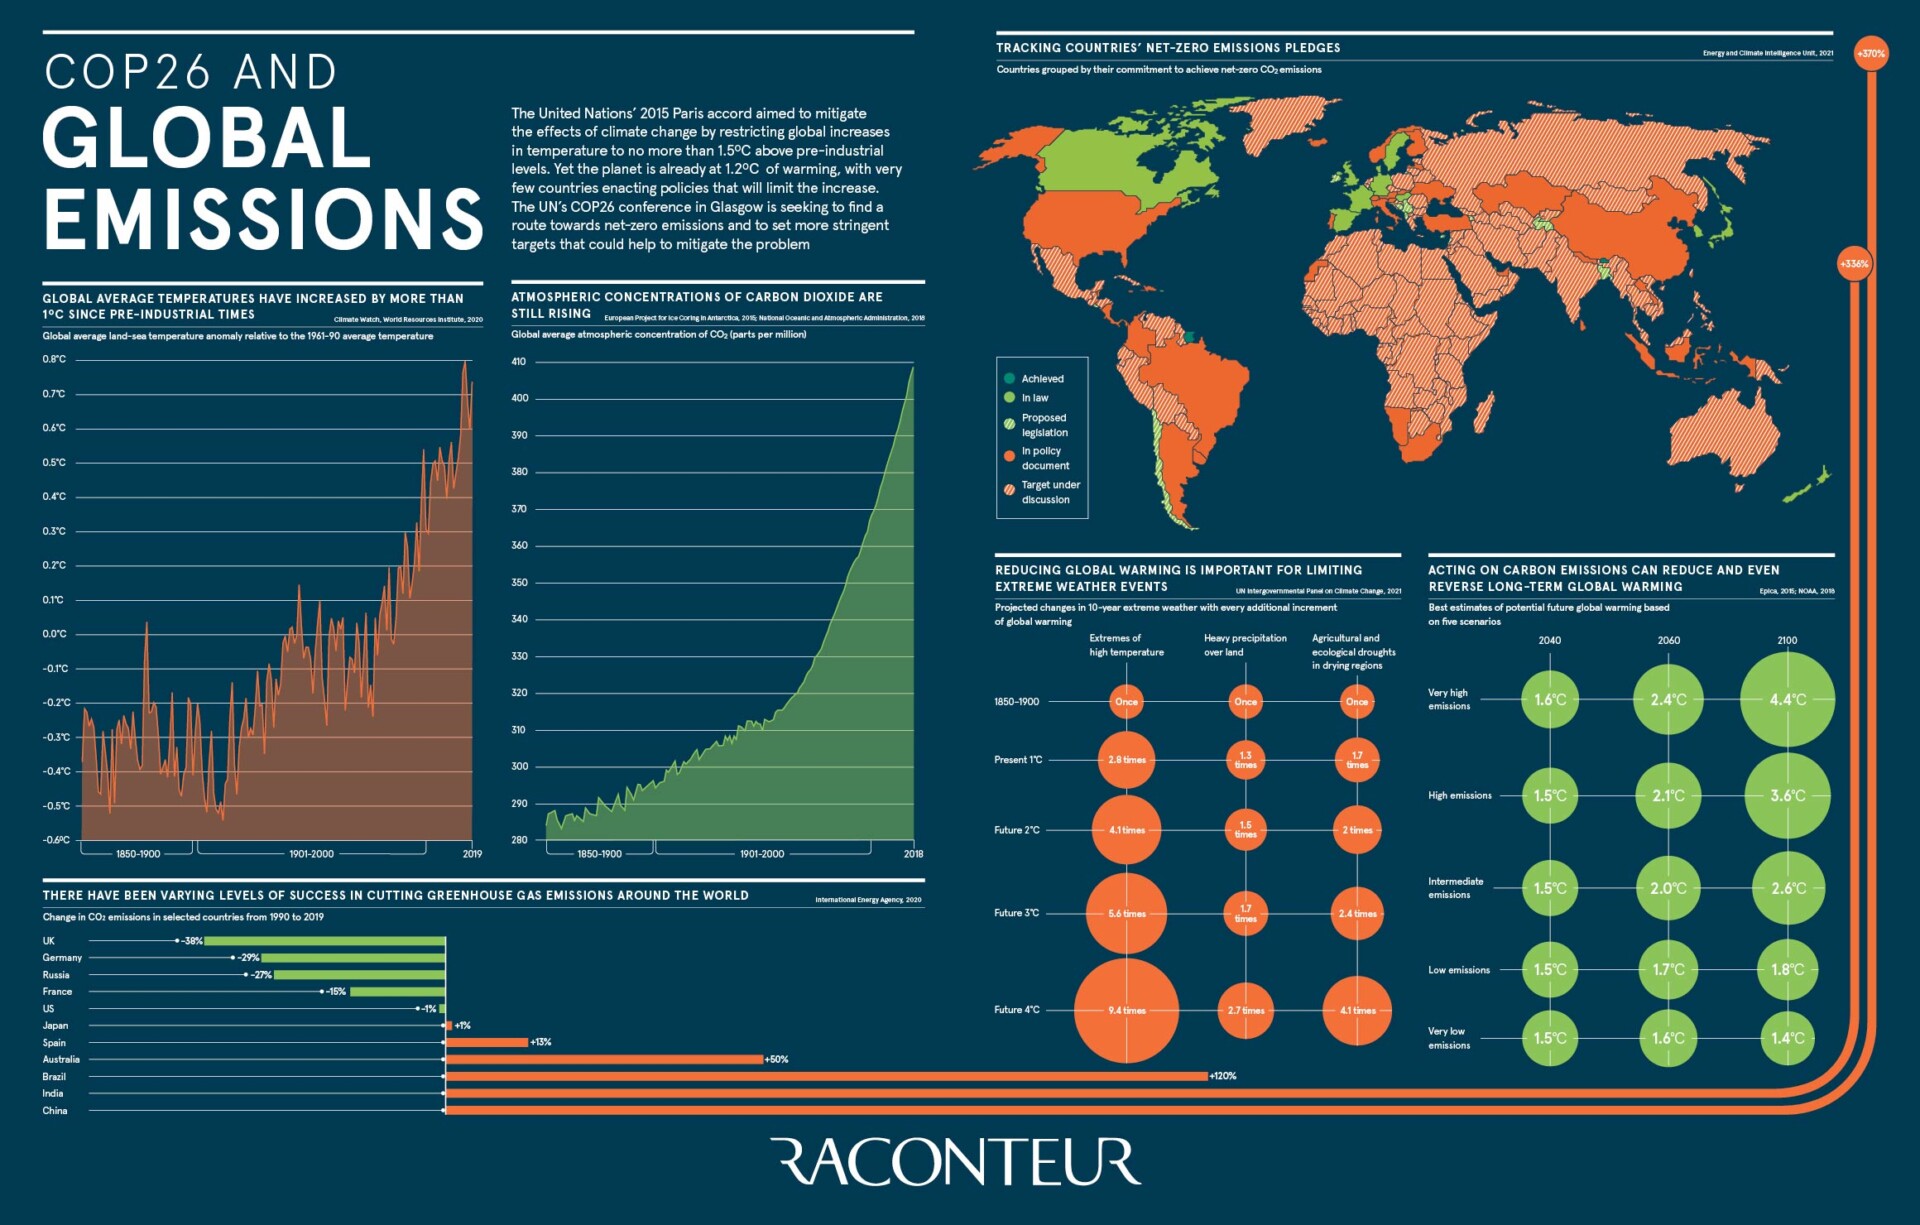 COP26 AND
GLOBAL
EMISSIONS
The United Nations' 2015 Paris accord aimed to mitigate
the effects of climate change by restricting global increases
in temperature to no more than 1.5ºC above pre-industrial
levels. Yet the planet is already at 1.2ºC of warming, with very
few countries enacting policies that will limit the increase.
The UN's COP26 conference in Glasgow is seeking to find a
route towards net-zero emissions and to set more stringent
targets that could help to mitigate the problem
GLOBAL AVERAGE TEMPERATURES HAVE INCREASED BY MORE THAN
1ºC SINCE PRE-INDUSTRIAL TIMES
Climate Watch, World Resources Institute, 2020
Global average land-sea temperature anomaly relative to the 1961-90 average temperature
0.8°C
0.7°C
0.6°C
0.5°C
0.4°C
0.3°C
0.2°C
0.1°C
0.0°C
-0.1°C
-0.2°C
-0.3°C
-0.4°C
-0.5°C
-0.6ºC
1850-1900
1901-2000
2019
ATMOSPHERIC CONCENTRATIONS OF CARBON DIOXIDE ARE
STILL RISING
European Project for Ice Coring in Antarctica, 2015; National Oceanic and Atmospheric Administration, 2018
Global average atmospheric concentration of CO₂ (parts per million)
410
400
390
380
370
360
350
340
330
320
310
300
290
280
1850-1900
1901-2000
2018
THERE HAVE BEEN VARYING LEVELS OF SUCCESS IN CUTTING GREENHOUSE GAS EMISSIONS AROUND THE WORLD
International Energy Agency, 2020
Change in CO₂ emissions in selected countries from 1990 to 2019
UK -38%
Germany -29%
Russia -27%
France -15%
US -1%
Japan +1%
Spain +13%
Australia +50%
Brazil +120%
India
China
+336%
+370%
TRACKING COUNTRIES' NET-ZERO EMISSIONS PLEDGES
Energy and Climate Intelligence Unit, 2021
Countries grouped by their commitment to achieve net-zero CO₂ emissions
Achieved
In law
Proposed
legislation
In policy
document
Target under
discussion
REDUCING GLOBAL WARMING IS IMPORTANT FOR LIMITING
EXTREME WEATHER EVENTS
UN Intergovernmental Panel on Climate Change, 2021
Projected changes in 10-year extreme weather with every additional increment
of global warming
Extremes of
high temperature
Heavy precipitation
over land
Agricultural and
ecological droughts
in drying regions
1850-1900 Once Once Once
Present 1°C 2.8 times 1.3 times 1.7 times
Future 2°C 4.1 times 1.5 times 2 times
Future 3°C 5.6 times 1.7 times 2.4 times
Future 4°C 9.4 times 2.7 times 4.1 times
ACTING ON CARBON EMISSIONS CAN REDUCE AND EVEN
REVERSE LONG-TERM GLOBAL WARMING
Epica, 2015; NOAA, 2018
Best estimates of potential future global warming based
on five scenarios
2040 2060 2100
Very high
emissions
1.6°C 2.4°C 4.4°C
High emissions 1.5°C 2.1°C 3.6°C
Intermediate
emissions
1.5°C 2.0°C 2.6°C
Low emissions 1.5°C 1.7°C 1.8°C
Very low
emissions
1.5°C 1.6°C 1.4°C
RACONTEUR